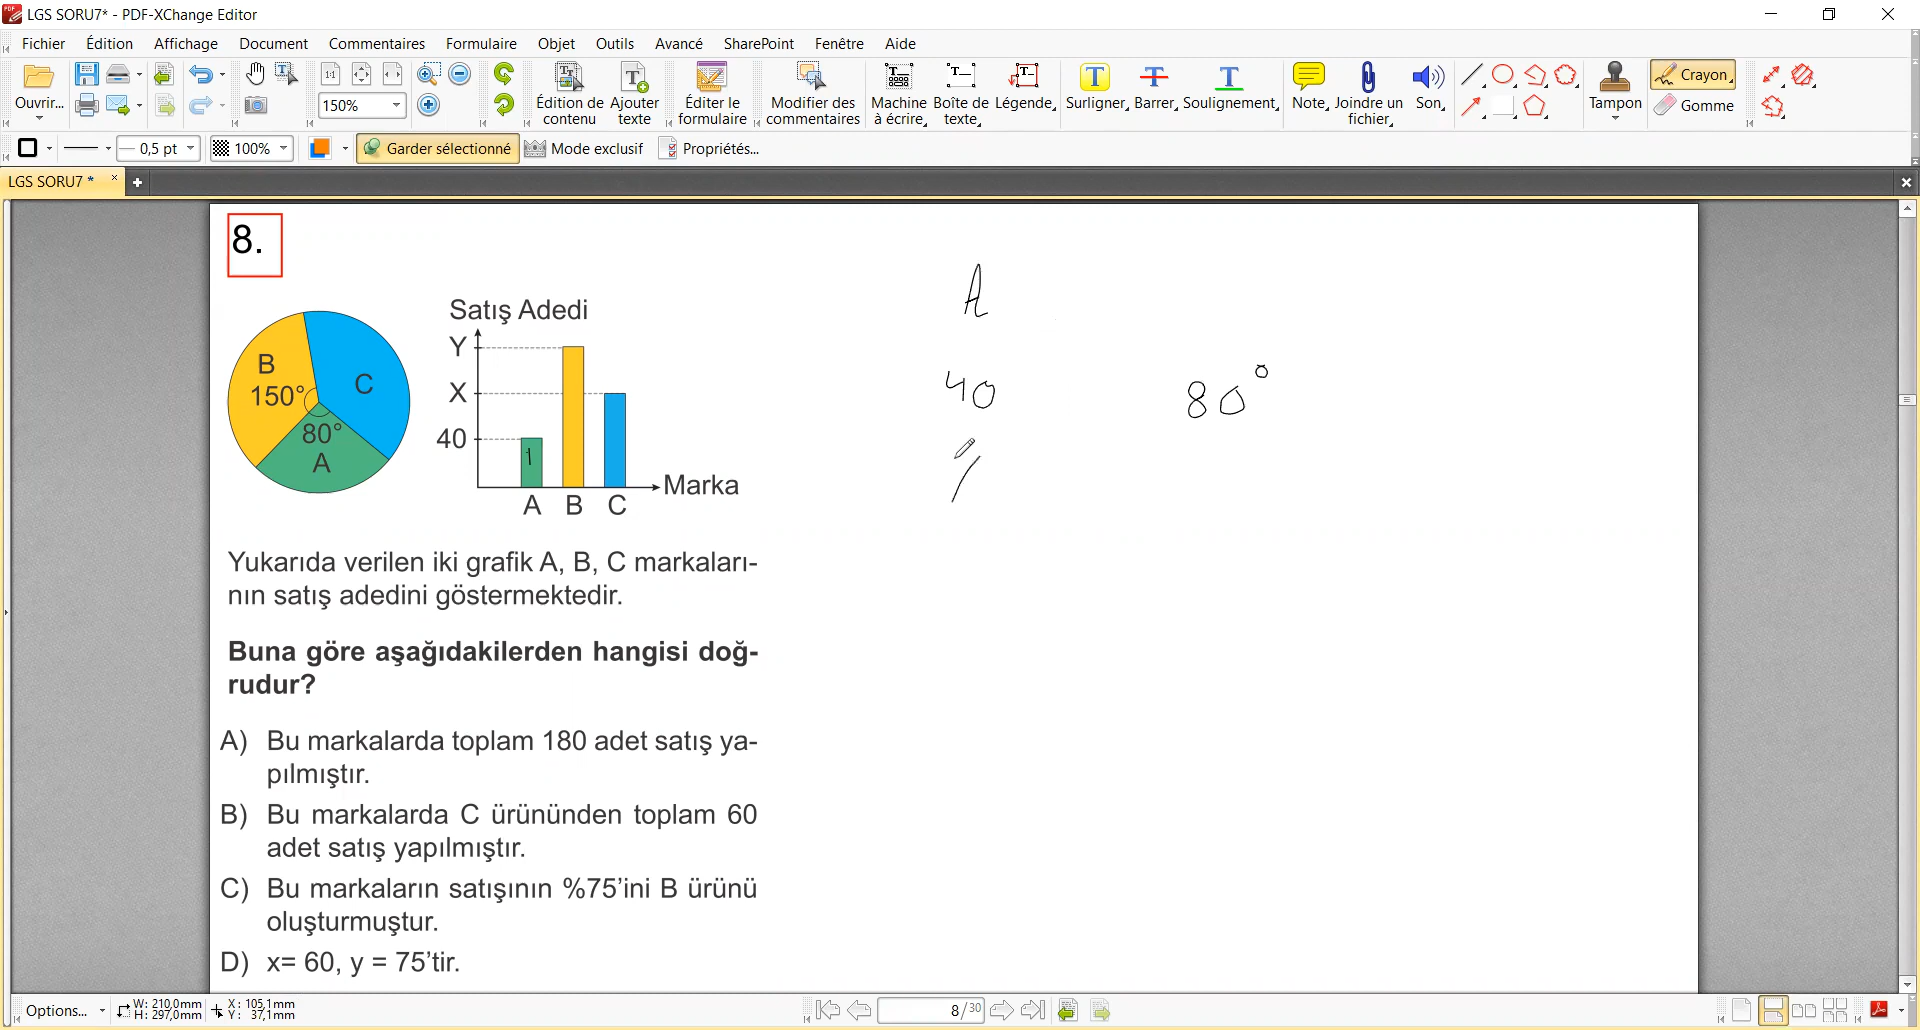 LGS SORU7* - PDF-XChange Editor
Fichier Édition Affichage Document Commentaires Formulaire Objet Outils Avancé SharePoint Fenêtre Aide
Ouvrir...
1:1
150%
Édition de contenu
Ajouter texte
Éditer le formulaire
Modifier des commentaires
Machine à écrire
Boîte de texte
Légende
Surligner
Barrer
Soulignement
Note
Joindre un fichier
Son
Tampon
Crayon
Gomme
0,5 pt 100% Garder sélectionné Mode exclusif Propriétés...
LGS SORU7 *
8.
B
150°
C
80°
A
Satış Adedi
Y
X
40
1
A B C
Marka
A
40
80°
Yukarıda verilen iki grafik A, B, C markaları-
nın satış adedini göstermektedir.
Buna göre aşağıdakilerden hangisi doğ-
rudur?
A) Bu markalarda toplam 180 adet satış ya-
pılmıştır.
B) Bu markalarda C ürününden toplam 60
adet satış yapılmıştır.
C) Bu markaların satışının %75’ini B ürünü
oluşturmuştur.
D) x= 60, y = 75’tir.
Options...
W: 210,0mm
H: 297,0mm
X: 105,1mm
Y: 37,1mm
8/30